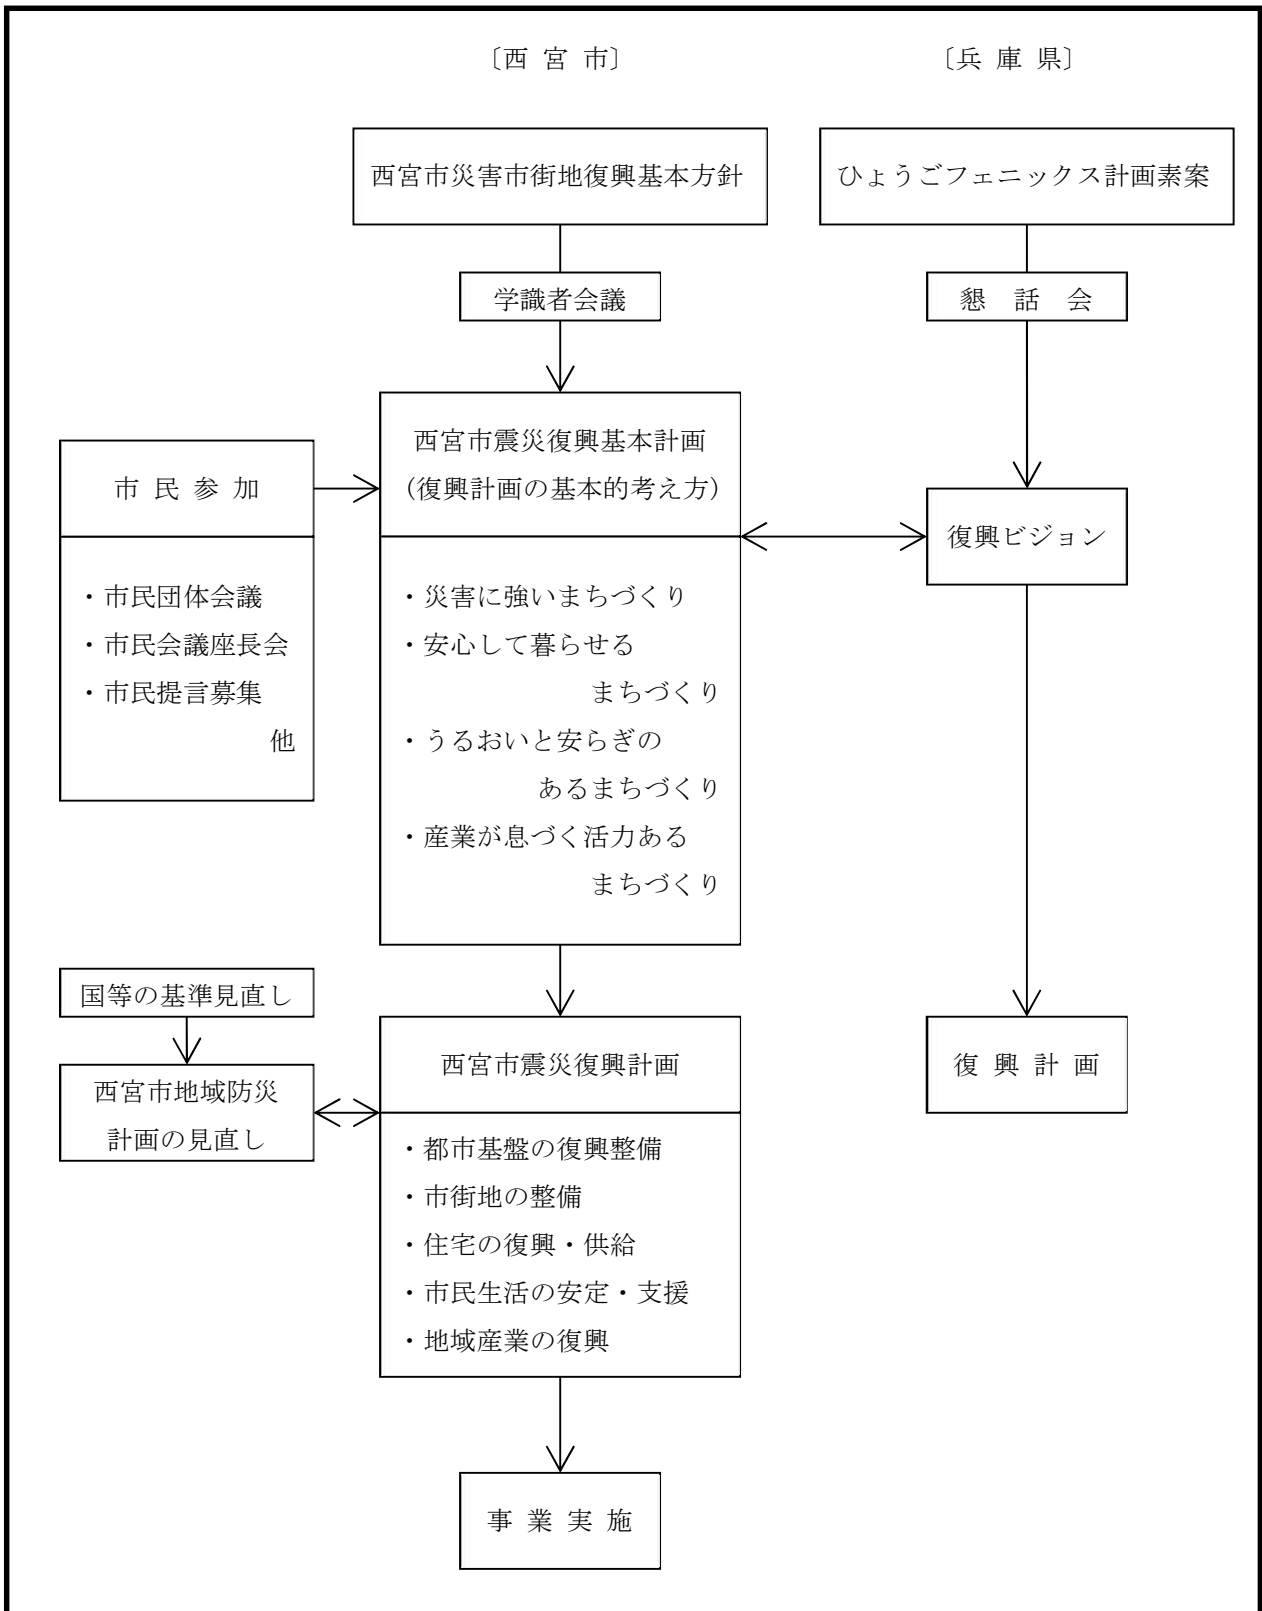 〔西 宮 市〕
〔兵 庫 県〕
西宮市災害市街地復興基本方針
ひょうごフェニックス計画素案
学識者会議
懇 話 会
西宮市震災復興基本計画
(復興計画の基本的考え方)
市 民 参 加
復興ビジョン
・市民団体会議
・市民会議座長会
・市民提言募集
他
・災害に強いまちづくり
・安心して暮らせる
まちづくり
・うるおいと安らぎの
あるまちづくり
・産業が息づく活力ある
まちづくり
国等の基準見直し
西宮市地域防災
計画の見直し
西宮市震災復興計画
復 興 計 画
・都市基盤の復興整備
・市街地の整備
・住宅の復興・供給
・市民生活の安定・支援
・地域産業の復興
事 業 実 施